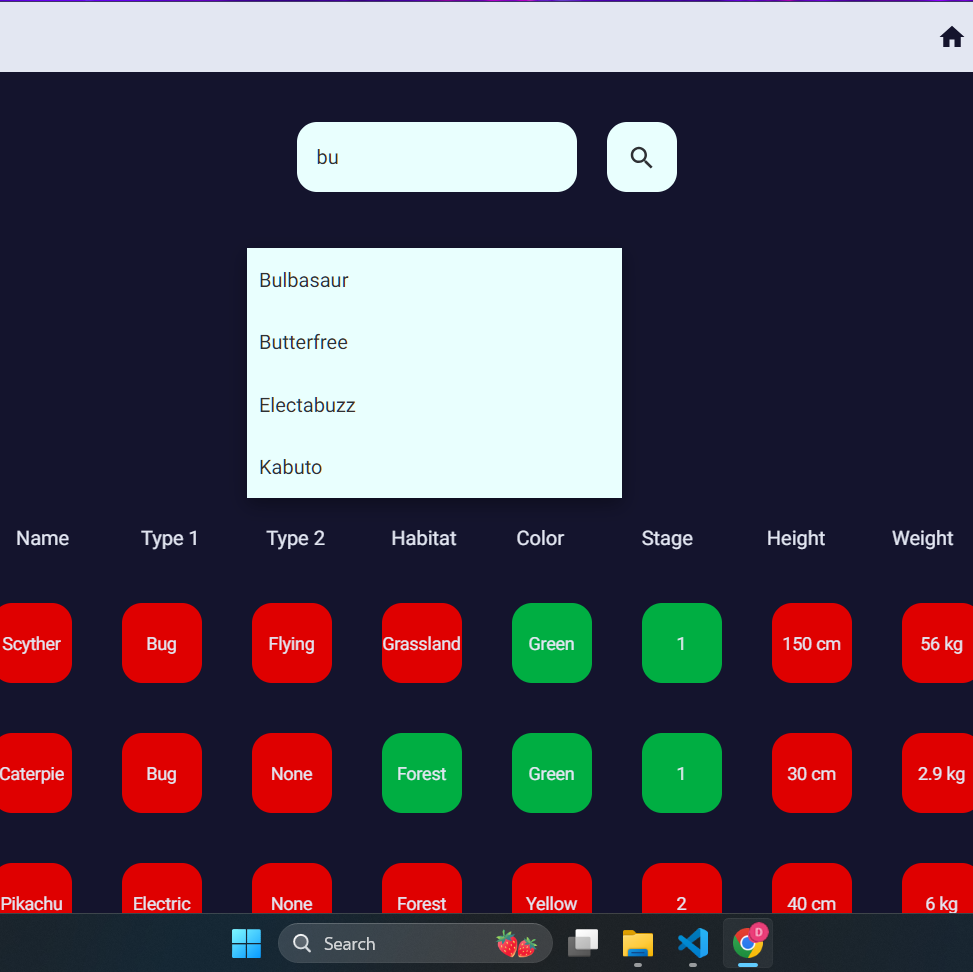 bu
Bulbasaur
Butterfree
Electabuzz
Kabuto
Name Type 1 Type 2 Habitat Color Stage Height Weight
Scyther Bug Flying Grassland Green 1 150 cm 56 kg
Caterpie Bug None Forest Green 1 30 cm 2.9 kg
Pikachu Electric None Forest Yellow 2 40 cm 6 kg
Search D